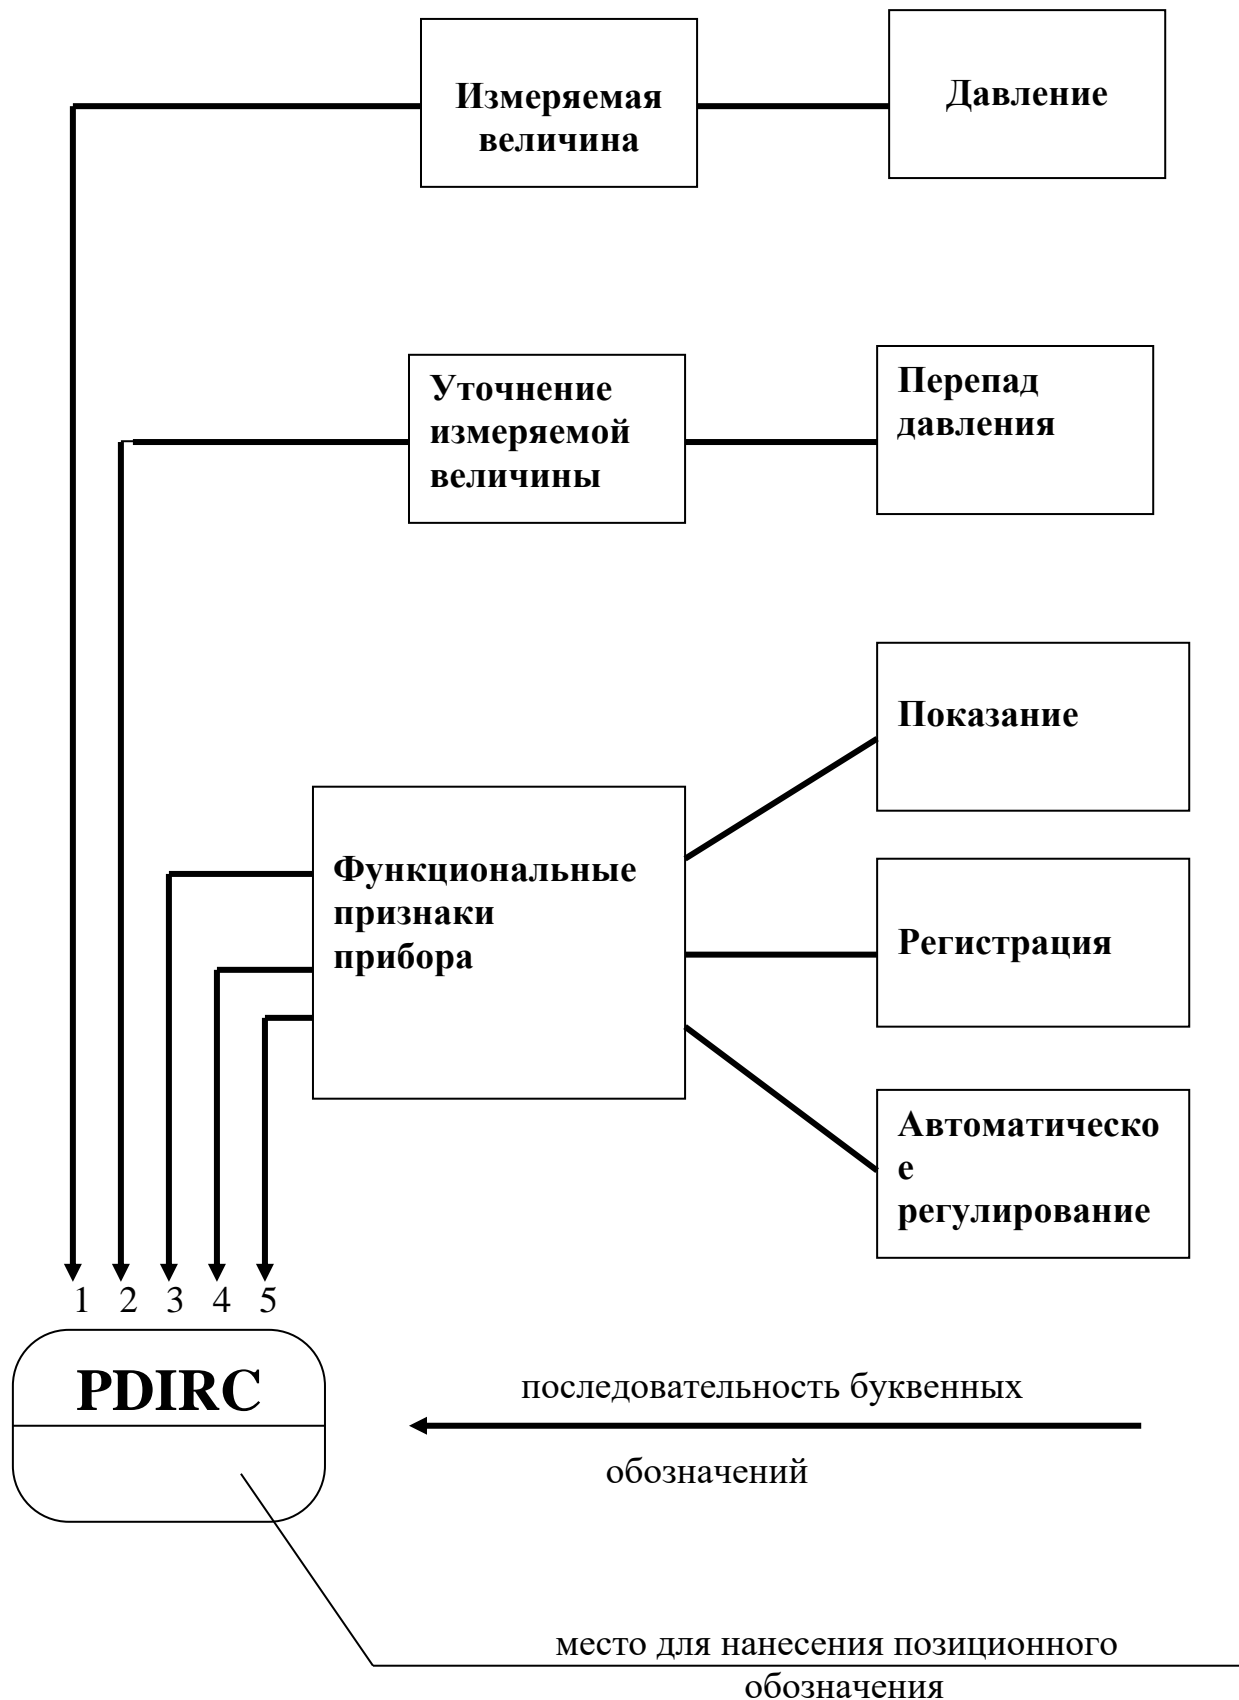 Измеряемая
величина
Давление
Уточнение
измеряемой
величины
Перепад
давления
Показание
Функциональные
признаки
прибора
Регистрация
Автоматическо
е
регулирование
1 2 3 4 5
PDIRC
последовательность буквенных
обозначений
место для нанесения позиционного
обозначения